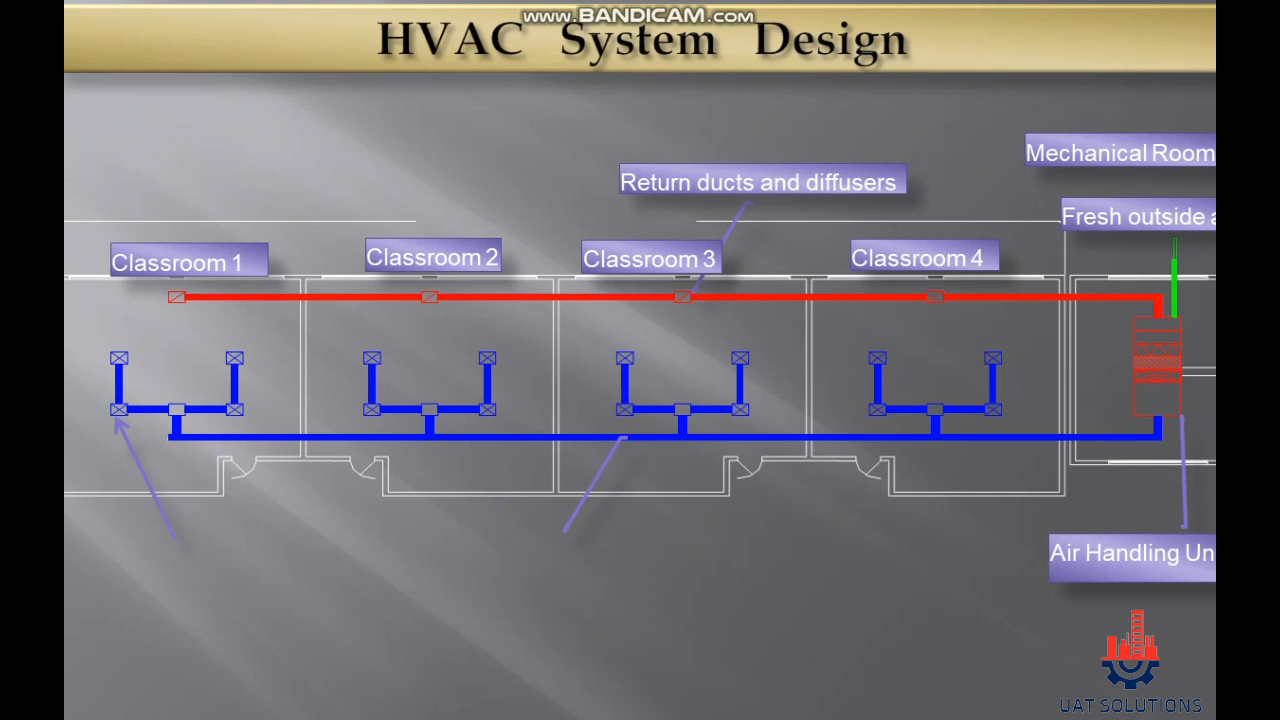 www.BANDICAM.com
HVAC System Design
Mechanical Room
Return ducts and diffusers
Fresh outside a
Classroom 1
Classroom 2
Classroom 3
Classroom 4
Air Handling Un
UAT SOLUTIONS